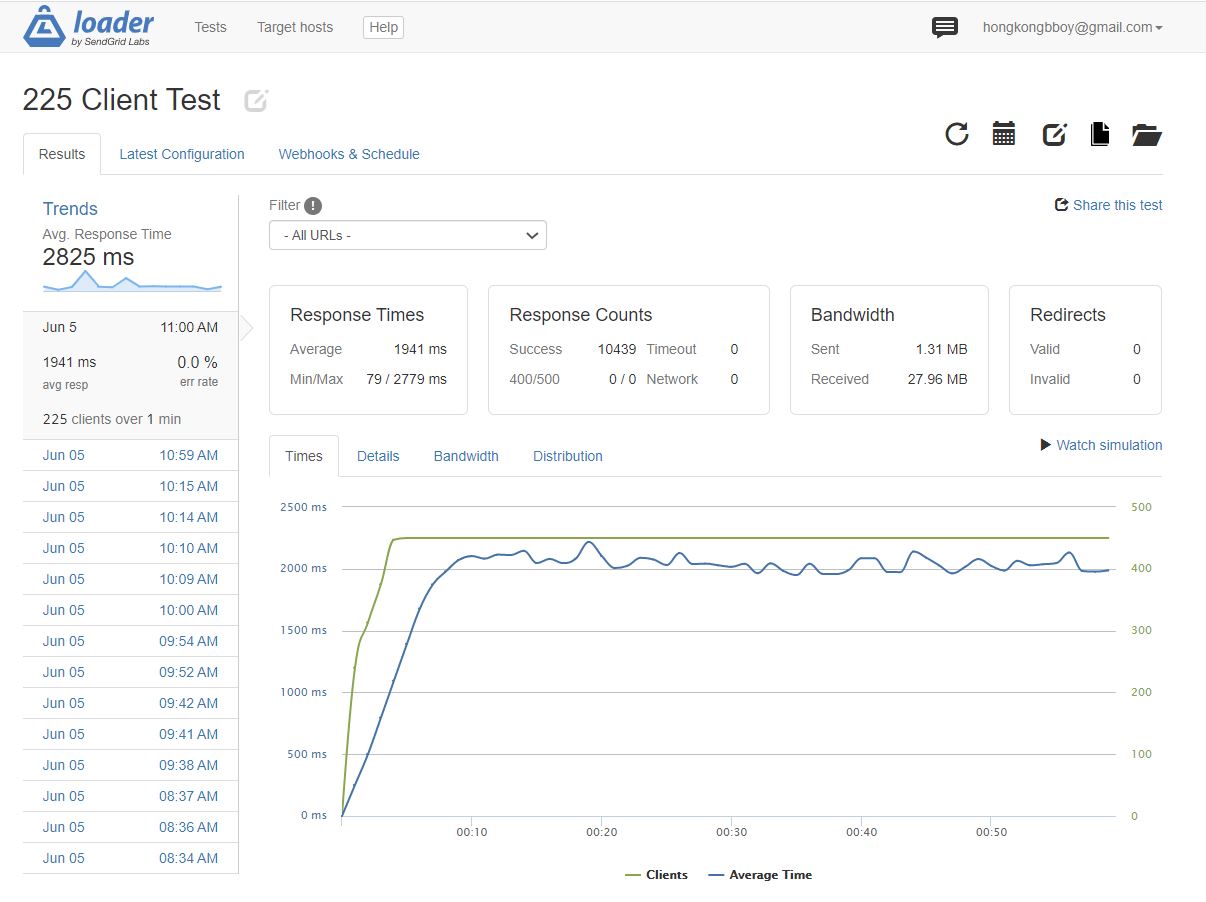 loader
by SendGrid Labs
Tests Target hosts Help hongkongbboy@gmail.com
225 Client Test
Results Latest Configuration Webhooks & Schedule
Trends
Avg. Response Time
2825 ms
Jun 5 11:00 AM
1941 ms 0.0 %
avg resp err rate
225 clients over 1 min
Jun 05 10:59 AM
Jun 05 10:15 AM
Jun 05 10:14 AM
Jun 05 10:10 AM
Jun 05 10:09 AM
Jun 05 10:00 AM
Jun 05 09:54 AM
Jun 05 09:52 AM
Jun 05 09:42 AM
Jun 05 09:41 AM
Jun 05 09:38 AM
Jun 05 08:37 AM
Jun 05 08:36 AM
Jun 05 08:34 AM
Filter !
Share this test
- All URLs -
Response Times
Average 1941 ms
Min/Max 79 / 2779 ms
Response Counts
Success 10439 Timeout 0
400/500 0 / 0 Network 0
Bandwidth
Sent 1.31 MB
Received 27.96 MB
Redirects
Valid 0
Invalid 0
Times Details Bandwidth Distribution
Watch simulation
2500 ms 500
2000 ms 400
1500 ms 300
1000 ms 200
500 ms 100
0 ms 0
00:10 00:20 00:30 00:40 00:50
Clients Average Time